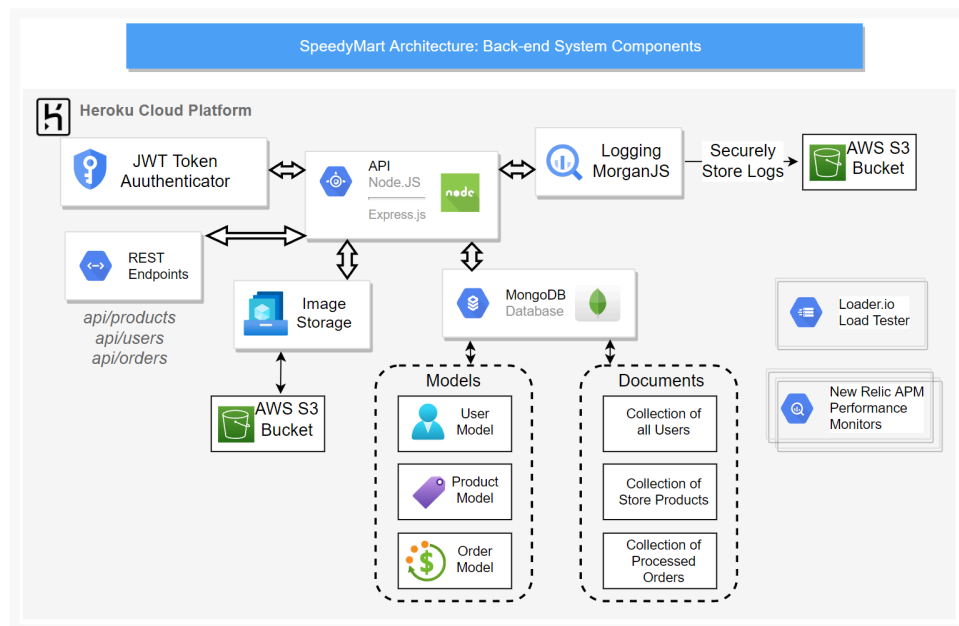 SpeedyMart Architecture: Back-end System Components
Heroku Cloud Platform
JWT Token
Auuthenticator
API
Node.JS
Express.js
node
Logging
MorganJS
Securely
Store Logs
AWS S3
Bucket
REST
Endpoints
api/products
api/users
api/orders
Image
Storage
MongoDB
Database
Loader.io
Load Tester
New Relic APM
Performance
Monitors
AWS S3
Bucket
Models
User
Model
Product
Model
Order
Model
Documents
Collection of
all Users
Collection of
Store Products
Collection of
Processed
Orders